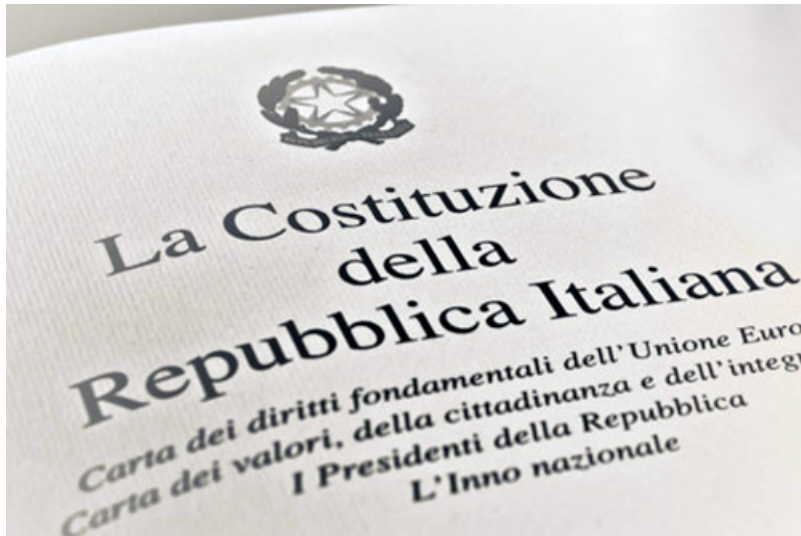 La Costituzione
della
Repubblica Italiana
Carta dei diritti fondamentali dell'Unione Euro
Carta dei valori, della cittadinanza e dell'integr
I Presidenti della Repubblica
L'Inno nazionale